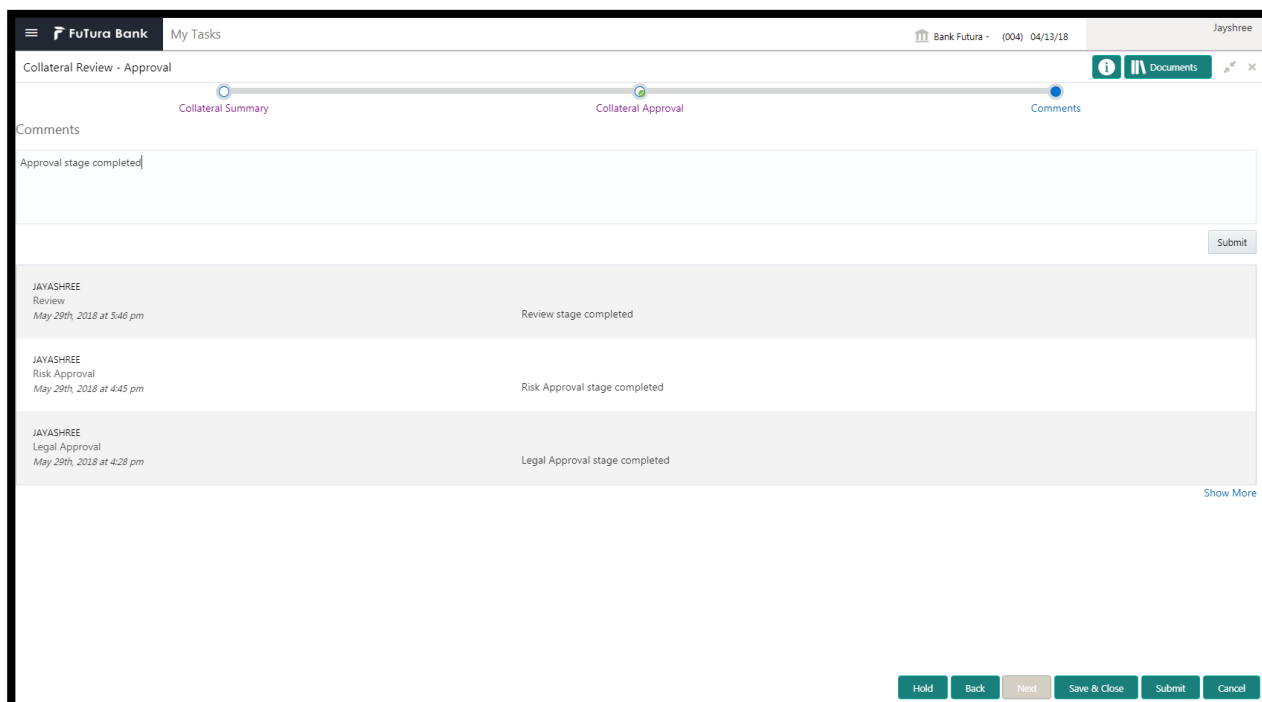 FuTura Bank My Tasks Bank Futura - (004) 04/13/18 Jayshree
Collateral Review - Approval Documents
Collateral Summary Collateral Approval Comments
Comments
Approval stage completed
Submit
JAYASHREE
Review
May 29th, 2018 at 5:46 pm Review stage completed
JAYASHREE
Risk Approval
May 29th, 2018 at 4:45 pm Risk Approval stage completed
JAYASHREE
Legal Approval
May 29th, 2018 at 4:28 pm Legal Approval stage completed
Show More
Hold Back Next Save & Close Submit Cancel